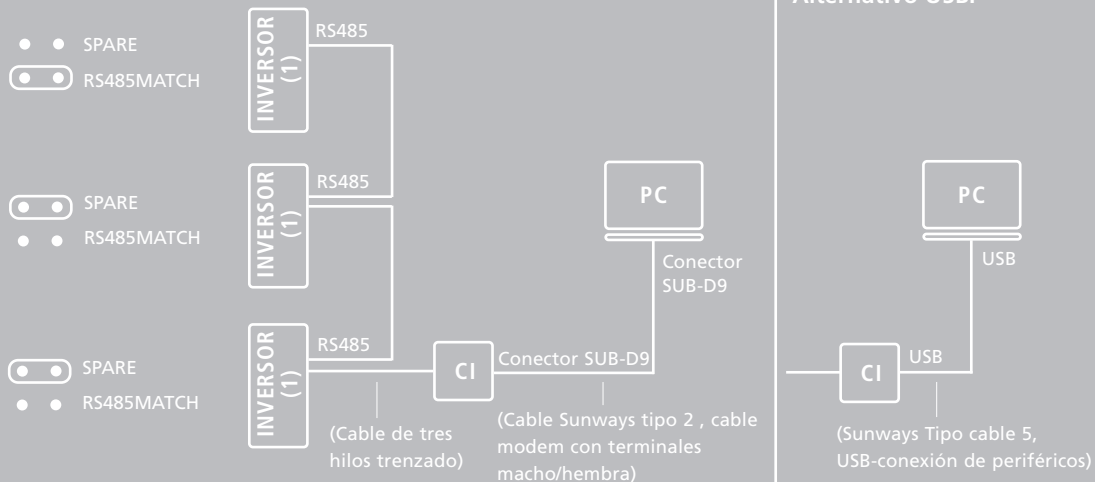 Alternativo USB:
SPARE
RS485MATCH
INVERSOR
(1)
RS485
SPARE
RS485MATCH
INVERSOR
(1)
RS485
PC
Conector
SUB-D9
PC
USB
SPARE
RS485MATCH
INVERSOR
(1)
RS485
CI
Conector SUB-D9
(Cable de tres
hilos trenzado)
(Cable Sunways tipo 2 , cable
modem con terminales
macho/hembra)
CI
USB
(Sunways Tipo cable 5,
USB-conexión de periféricos)